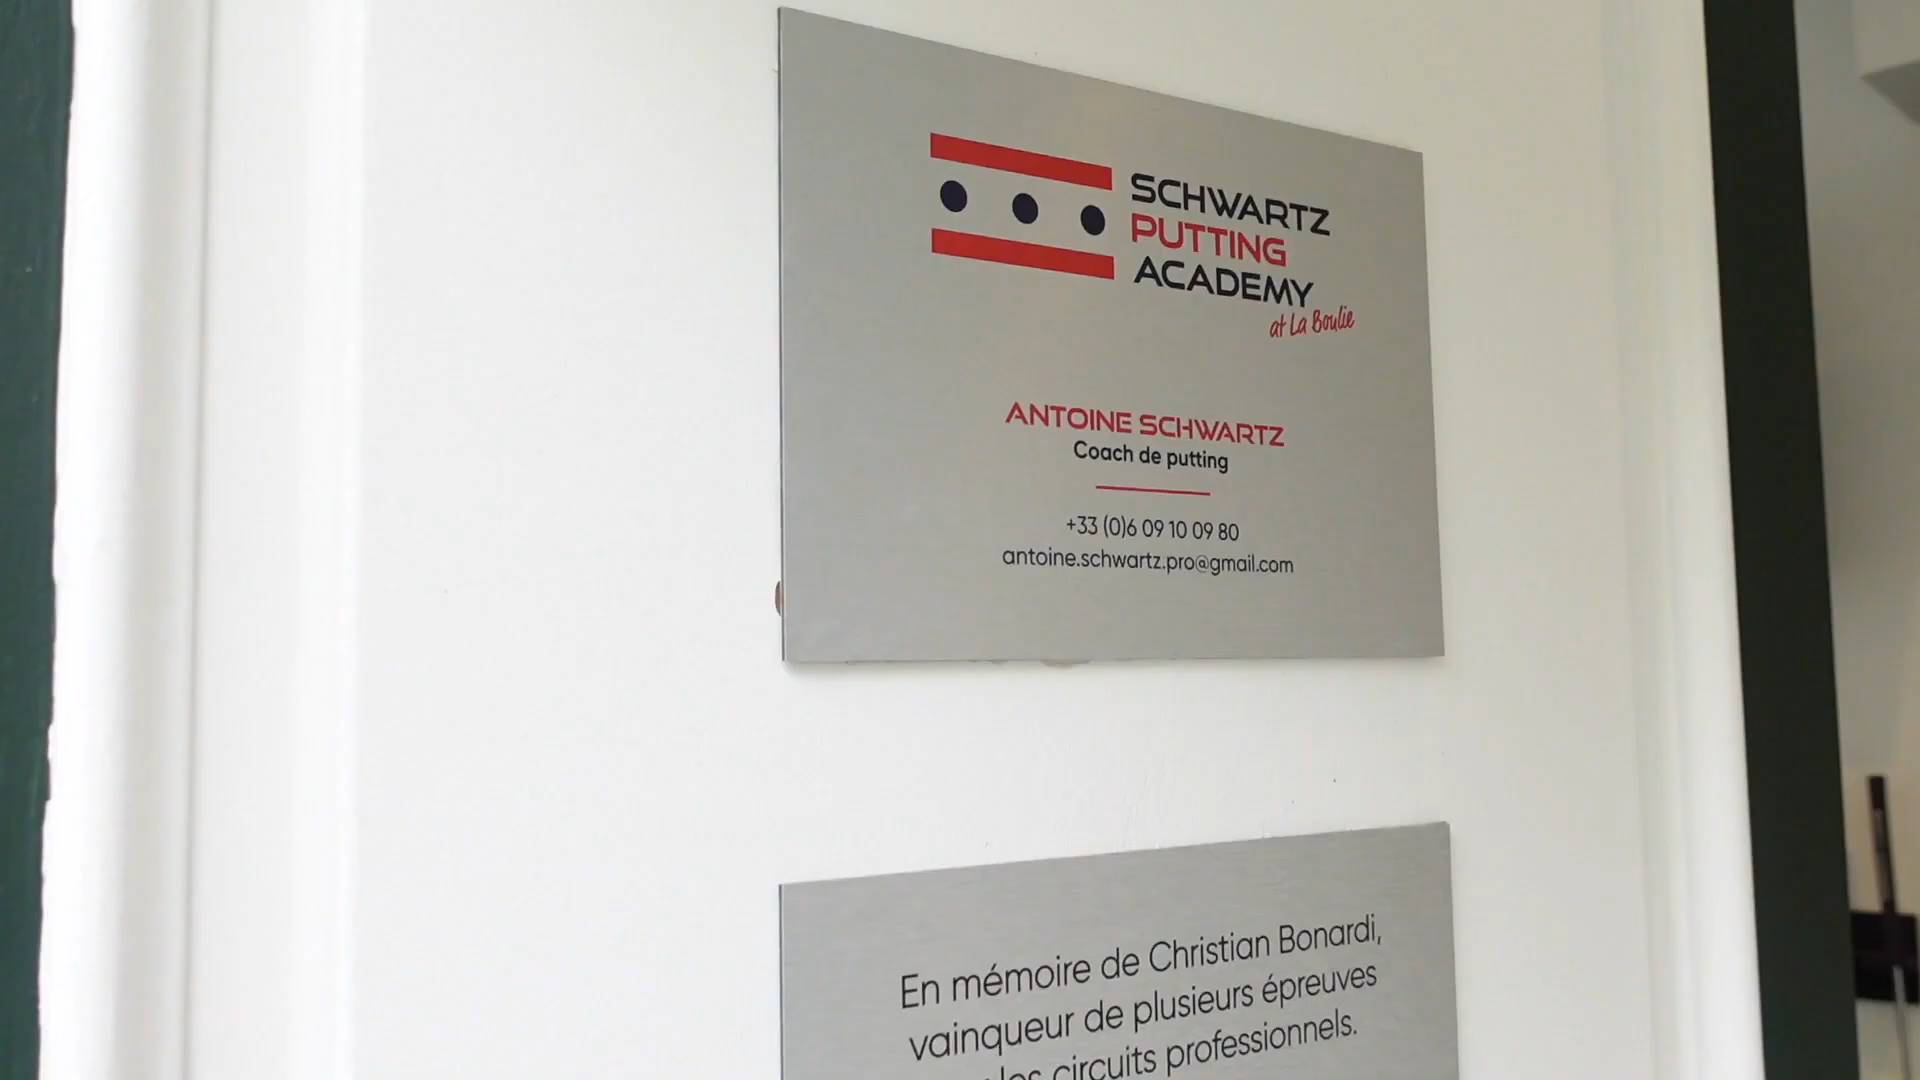 SCHWARTZ
PUTTING
ACADEMY
at La Boulie
ANTOINE SCHWARTZ
Coach de putting
+33 (0)6 09 10 09 80
antoine.schwartz.pro@gmail.com
En mémoire de Christian Bonardi,
vainqueur de plusieurs épreuves
les circuits professionnels.